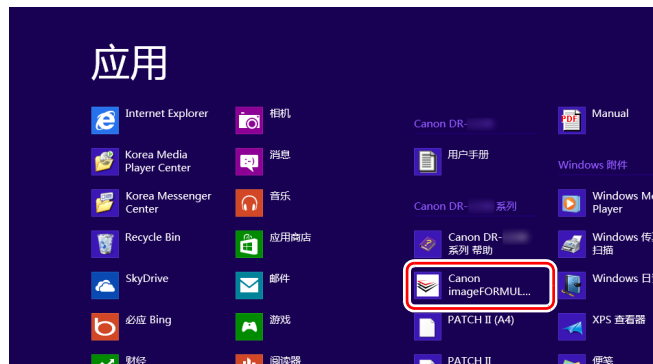 应用
Internet Explorer
Korea Media
Player Center
Korea Messenger
Center
Recycle Bin
SkyDrive
必应 Bing
财经
相机
消息
音乐
应用商店
邮件
游戏
阅读器
Canon DR-
用户手册
Canon DR- 系列
Canon DR-
系列 帮助
Canon
imageFORMUL...
PATCH II (A4)
PATCH II
PDF
Manual
Windows 附件
Windows Me
Player
Windows 传
扫描
Windows 日
XPS 查看器
便笺